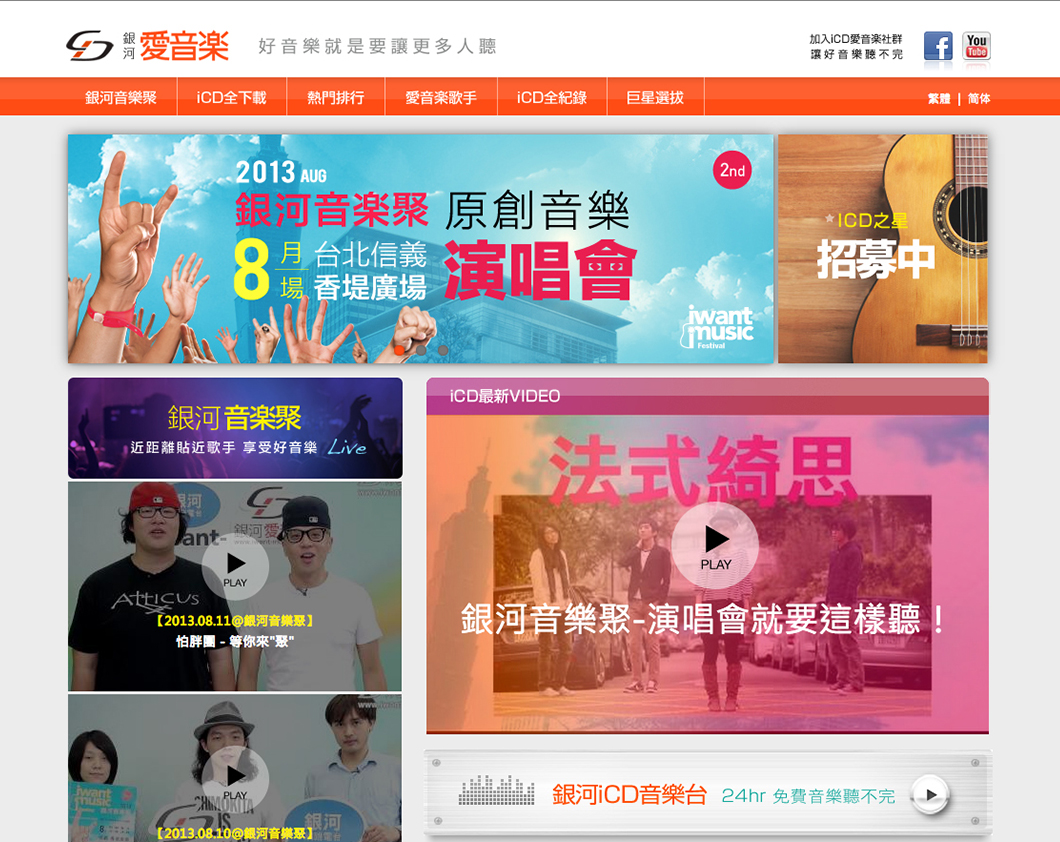 銀河
愛音楽
好音樂就是要讓更多人聽
加入iCD愛音楽社群
讓好音樂聽不完
You
Tube
銀河音樂聚
iCD全下載
熱門排行
愛音楽歌手
iCD全紀錄
巨星選拔
繁體 | 简体
2013 AUG
2nd
銀河音楽聚 原創音樂
8月場 台北信義
香堤廣場
演唱會
iwant
music
Festival
ICD之星
招募中
銀河音楽聚
近距離貼近歌手 享受好音樂 Live
iCD最新VIDEO
法式綺思
PLAY
銀河音樂聚-演唱會就要這樣聽！
ATTICUS
PLAY
【2013.08.11@銀河音樂聚】
怕胖團 - 等你來"聚"
iwant
music
PLAY
銀河
【2013.08.10@銀河音樂聚】
銀河iCD音樂台 24hr 免費音樂聽不完